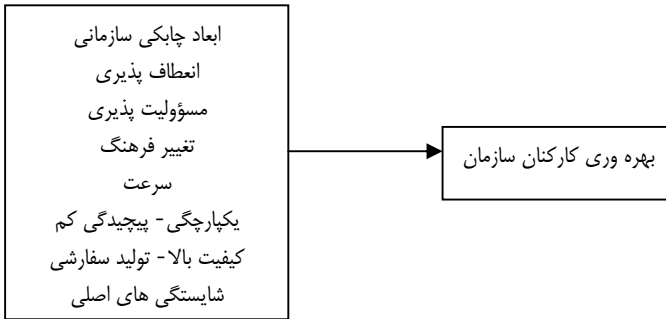 ابعاد چابکی سازمانی
انعطاف پذیری
مسؤولیت پذیری
تغییر فرهنگ
سرعت
یکپارچگی- پیچیدگی کم
کیفیت بالا- تولید سفارشی
شایستگی های اصلی
بهره وری کارکنان سازمان